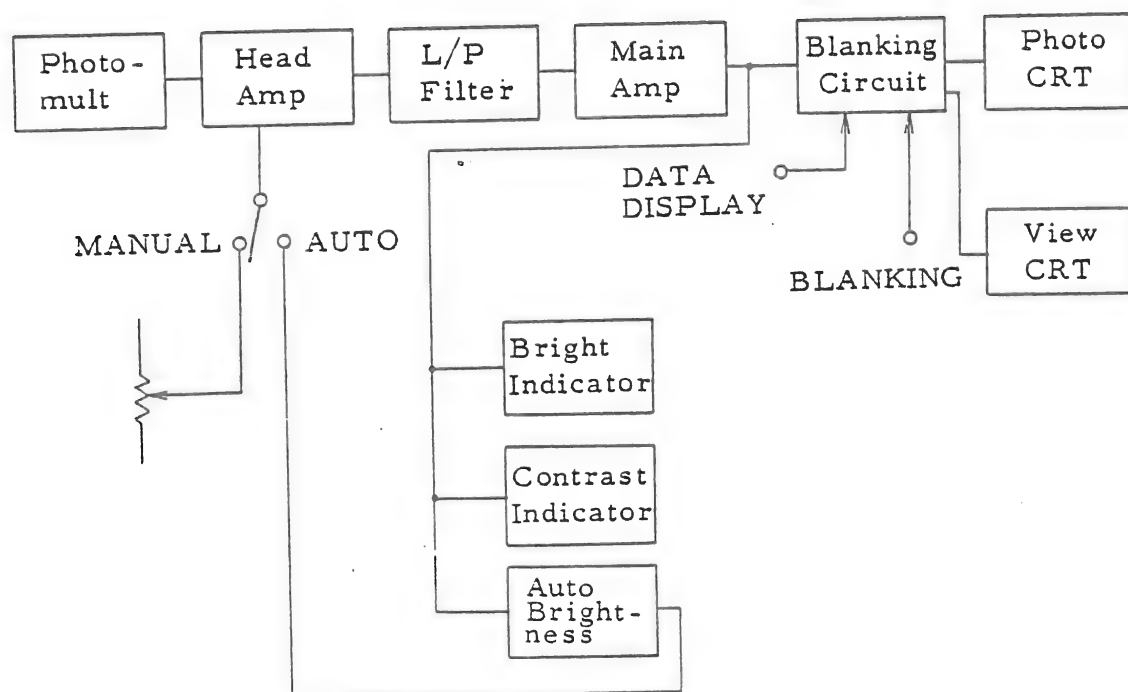 Photo-
mult
Head
Amp
L/P
Filter
Main
Amp
Blanking
Circuit
Photo
CRT
DATA
DISPLAY
MANUAL
AUTO
BLANKING
View
CRT
Bright
Indicator
Contrast
Indicator
Auto
Bright-
ness